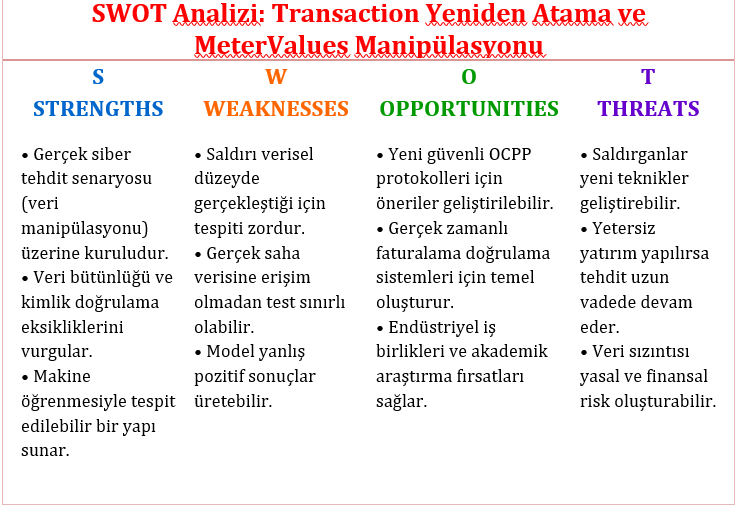 SWOT Analizi: Transaction Yeniden Atama ve
MeterValues Manipülasyonu
S
STRENGTHS
• Gerçek siber
tehdit senaryosu
(veri
manipülasyonu)
üzerine kuruludur.
• Veri bütünlüğü ve
kimlik doğrulama
eksikliklerini
vurgular.
• Makine
öğrenmesiyle tespit
edilebilir bir yapı
sunar.
W
WEAKNESSES
• Saldırı verisel
düzeyde
gerçekleştiği için
tespiti zordur.
• Gerçek saha
verisine erişim
olmadan test sınırlı
olabilir.
• Model yanlış
pozitif sonuçlar
üretebilir.
O
OPPORTUNITIES
• Yeni güvenli OCPP
protokolleri için
öneriler geliştirilebilir.
• Gerçek zamanlı
faturalama doğrulama
sistemleri için temel
oluşturur.
• Endüstriyel iş
birlikleri ve akademik
araştırma fırsatları
sağlar.
T
THREATS
• Saldırganlar
yeni teknikler
geliştirebilir.
• Yetersiz
yatırım yapılırsa
tehdit uzun
vadede devam
eder.
• Veri sızıntısı
yasal ve finansal
risk oluşturabilir.